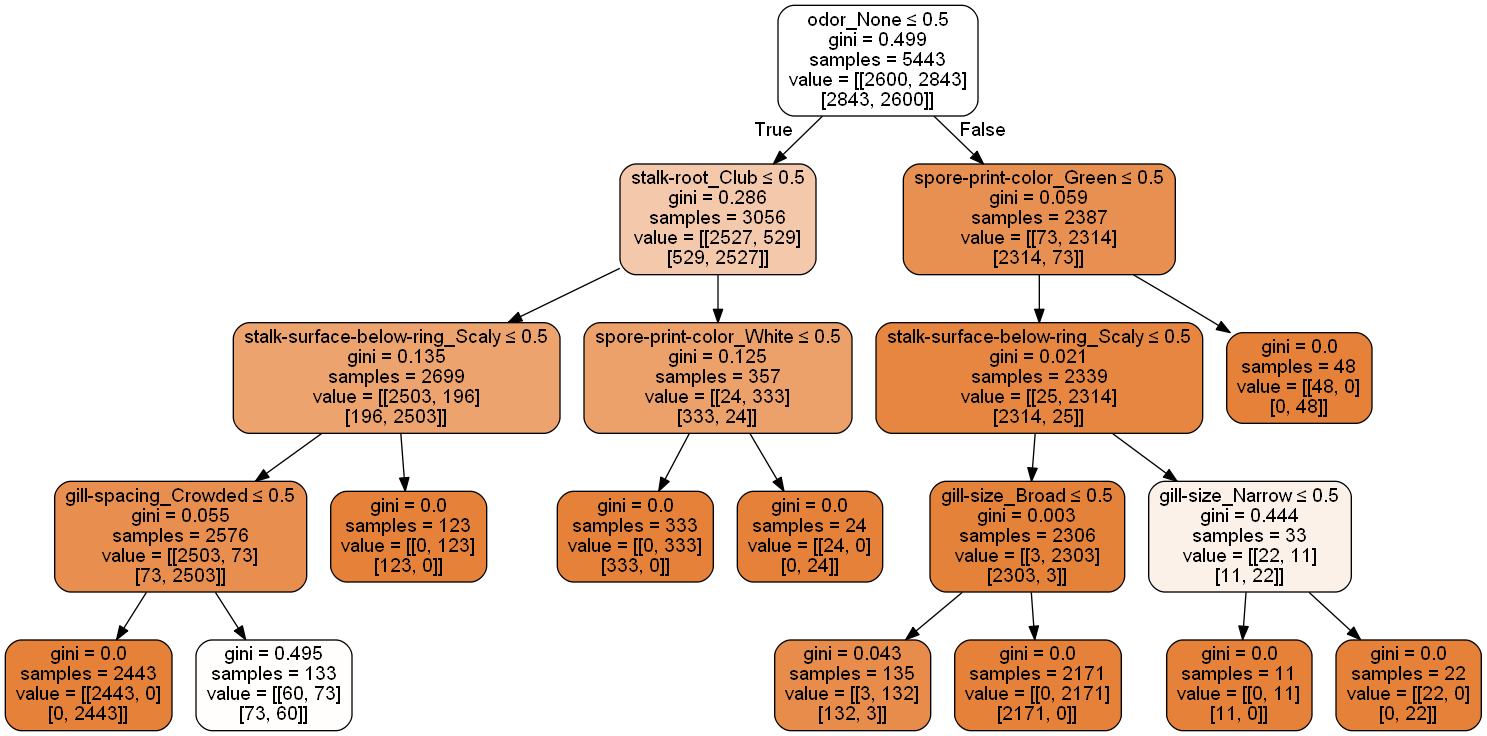 odor_None ≤ 0.5
gini = 0.499
samples = 5443
value = [[2600, 2843]
[2843, 2600]]
True
False
stalk-root_Club ≤ 0.5
gini = 0.286
samples = 3056
value = [[2527, 529]
[529, 2527]]
spore-print-color_Green ≤ 0.5
gini = 0.059
samples = 2387
value = [[73, 2314]
[2314, 73]]
stalk-surface-below-ring_Scaly ≤ 0.5
gini = 0.135
samples = 2699
value = [[2503, 196]
[196, 2503]]
spore-print-color_White ≤ 0.5
gini = 0.125
samples = 357
value = [[24, 333]
[333, 24]]
stalk-surface-below-ring_Scaly ≤ 0.5
gini = 0.021
samples = 2339
value = [[25, 2314]
[2314, 25]]
gini = 0.0
samples = 48
value = [[48, 0]
[0, 48]]
gill-spacing_Crowded ≤ 0.5
gini = 0.055
samples = 2576
value = [[2503, 73]
[73, 2503]]
gini = 0.0
samples = 123
value = [[0, 123]
[123, 0]]
gini = 0.0
samples = 333
value = [[0, 333]
[333, 0]]
gini = 0.0
samples = 24
value = [[24, 0]
[0, 24]]
gill-size_Broad ≤ 0.5
gini = 0.003
samples = 2306
value = [[3, 2303]
[2303, 3]]
gill-size_Narrow ≤ 0.5
gini = 0.444
samples = 33
value = [[22, 11]
[11, 22]]
gini = 0.0
samples = 2443
value = [[2443, 0]
[0, 2443]]
gini = 0.495
samples = 133
value = [[60, 73]
[73, 60]]
gini = 0.043
samples = 135
value = [[3, 132]
[132, 3]]
gini = 0.0
samples = 2171
value = [[0, 2171]
[2171, 0]]
gini = 0.0
samples = 11
value = [[0, 11]
[11, 0]]
gini = 0.0
samples = 22
value = [[22, 0]
[0, 22]]